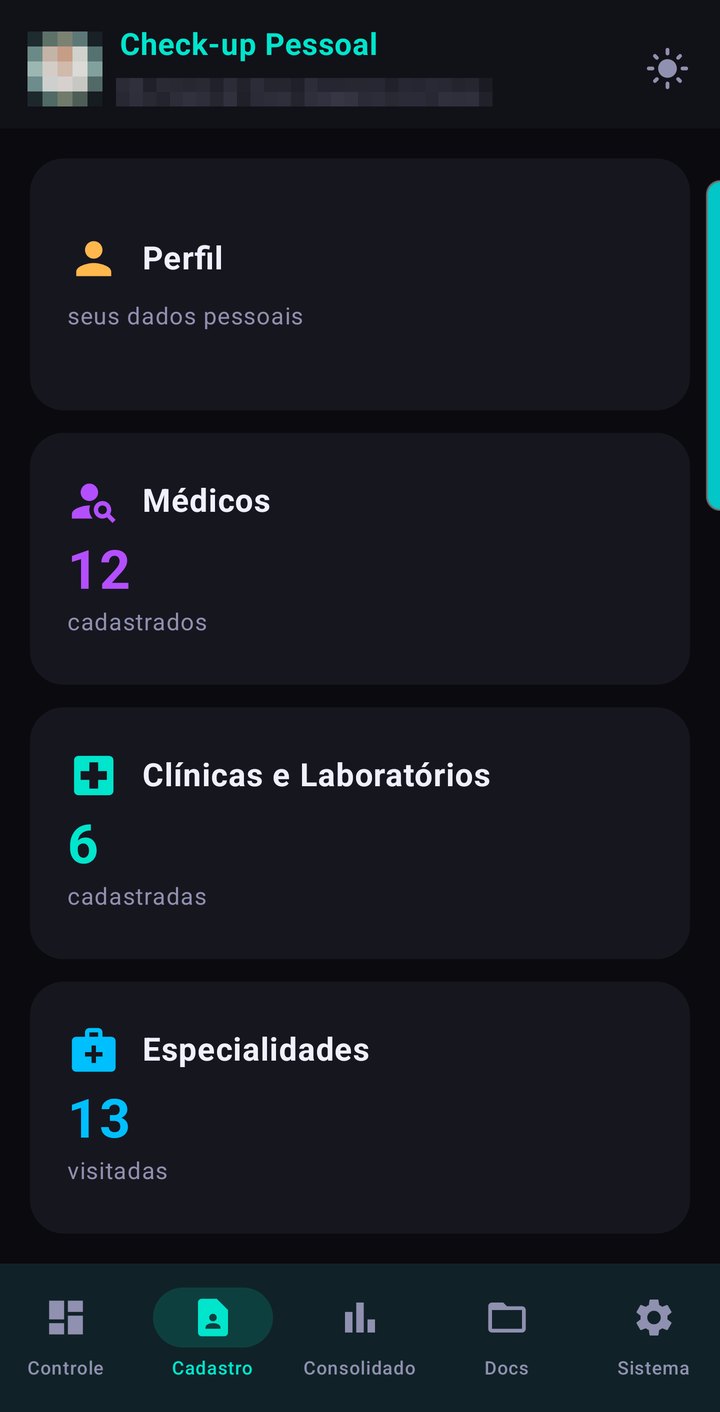 Check-up Pessoal
Perfil
seus dados pessoais
Médicos
12
cadastrados
Clínicas e Laboratórios
6
cadastradas
Especialidades
13
visitadas
Controle
Cadastro
Consolidado
Docs
Sistema